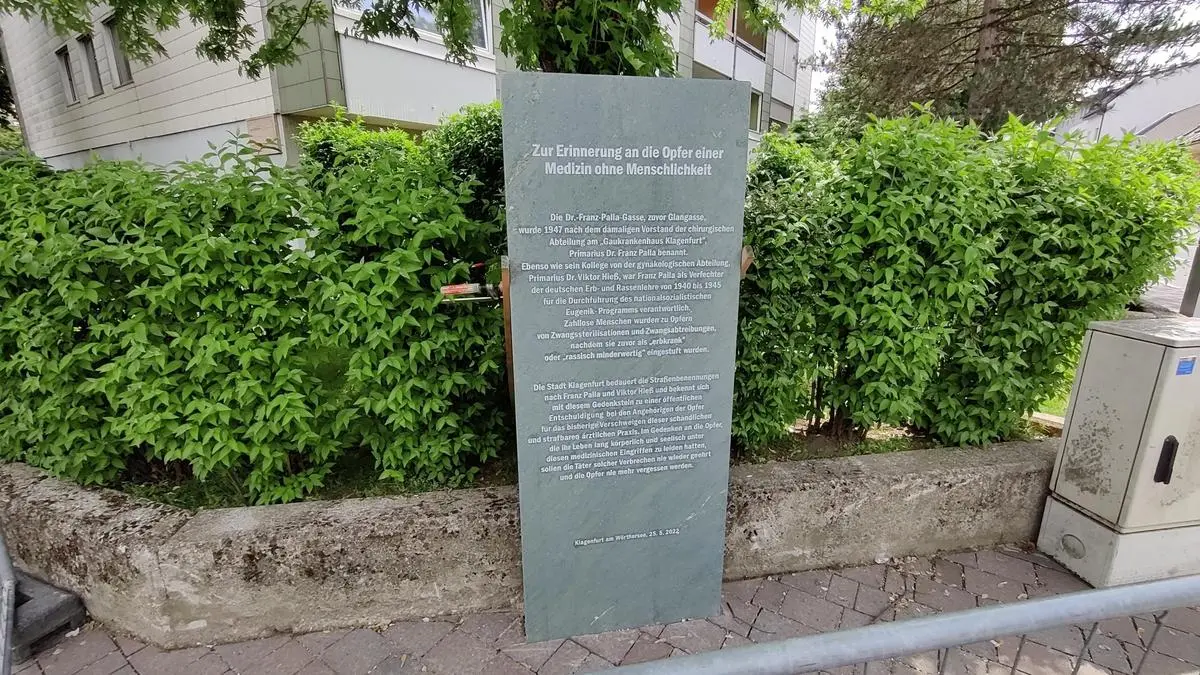 Zur Erinnerung an die Opfer einer
Medizin ohne Menschlichkeit
Die Dr.-Franz-Palla-Gasse, zuvor Glangasse,
wurde 1947 nach dem damaligen Vorstand der chirurgischen
Abteilung am „Gaukrankenhaus Klagenfurt",
Primarius Dr. Franz Palla benannt.
Ebenso wie sein Kollege von der gynäkologischen Abteilung,
Primarius Dr. Viktor Hieß, war Franz Palla als Verfechter
der deutschen Erb- und Rassenlehre von 1940 bis 1945
für die Durchführung des nationalsozialistischen
Eugenik- Programms verantwortlich.
Zahllose Menschen wurden zu Opfern
von Zwangssterilisationen und Zwangsabtreibungen,
nachdem sie zuvor als „erbkrank"
oder „rassisch minderwertig" eingestuft wurden.
Die Stadt Klagenfurt bedauert die Straßenbenennungen
nach Franz Palla und Viktor Hieß und bekennt sich
mit diesem Gedenkstein zu einer öffentlichen
Entschuldigung bei den Angehörigen der Opfer
für das bisherige Verschweigen dieser schändlichen
und strafbaren ärztlichen Praxis. Im Gedenken an die Opfer,
die ihr Leben lang körperlich und seelisch unter
diesen medizinischen Eingriffen zu leiden hatten,
sollen die Täter solcher Verbrechen nie wieder geehrt
und die Opfer nie mehr vergessen werden.
Klagenfurt am Wörthersee, 25. 5. 2022